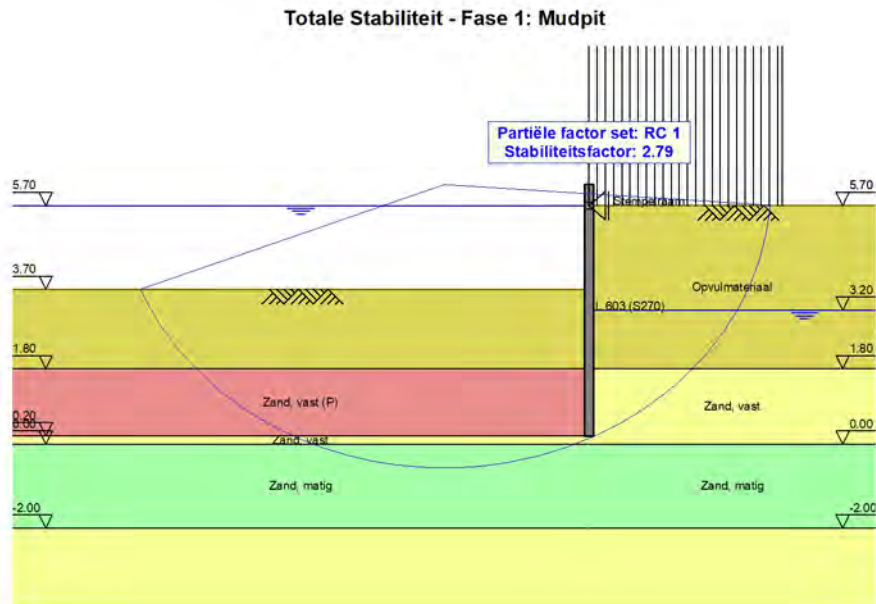 Totale Stabiliteit - Fase 1: Mudpit
Partiële factor set: RC 1
Stabiliteitsfactor: 2.79
5.70
5.70
Stempelraam
3.70
Opvulmateriaal
3.20
L 603 (S270)
1.80
1.80
Zand, vast (P)
Zand, vast
0.20
0.00
0.00
Zand, vast
Zand, matig
Zand, matig
-2.00
-2.00